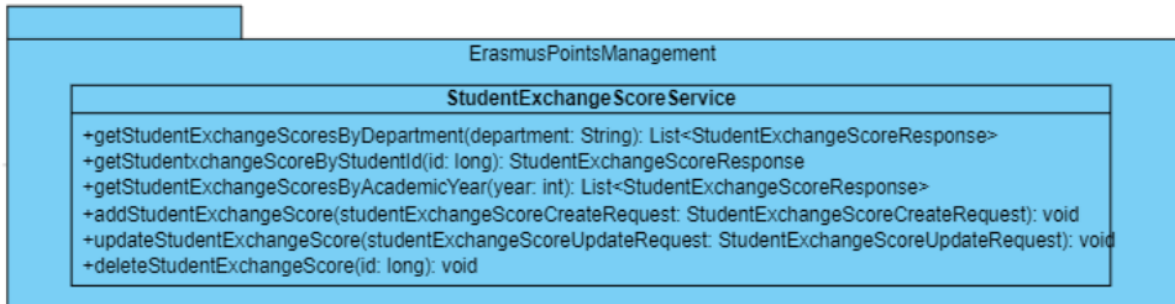 ErasmusPointsManagement
StudentExchangeScoreService
+getStudentExchangeScoresByDepartment(department: String): List<StudentExchangeScoreResponse>
+getStudentxchangeScoreByStudentId(id: long): StudentExchangeScoreResponse
+getStudentExchangeScoresByAcademicYear(year: int): List<StudentExchangeScoreResponse>
+addStudentExchangeScore(studentExchangeScoreCreateRequest: StudentExchangeScoreCreateRequest): void
+updateStudentExchangeScore(studentExchangeScoreUpdateRequest: StudentExchangeScoreUpdateRequest): void
+deleteStudentExchangeScore(id: long): void